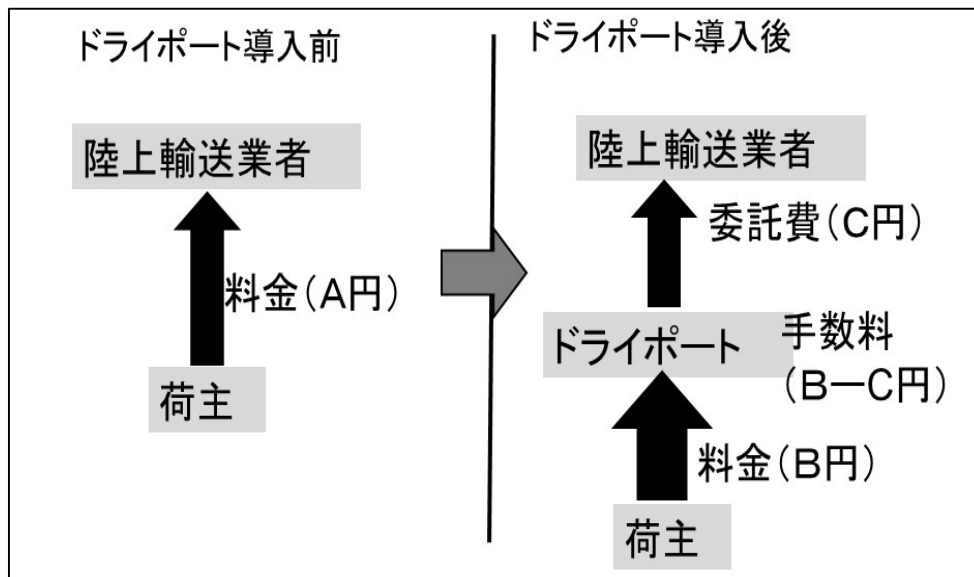 ドライポート導入前
陸上輸送業者
料金(A円)
荷主
ドライポート導入後
陸上輸送業者
委託費(C円)
ドライポート
手数料
(B－C円)
料金(B円)
荷主